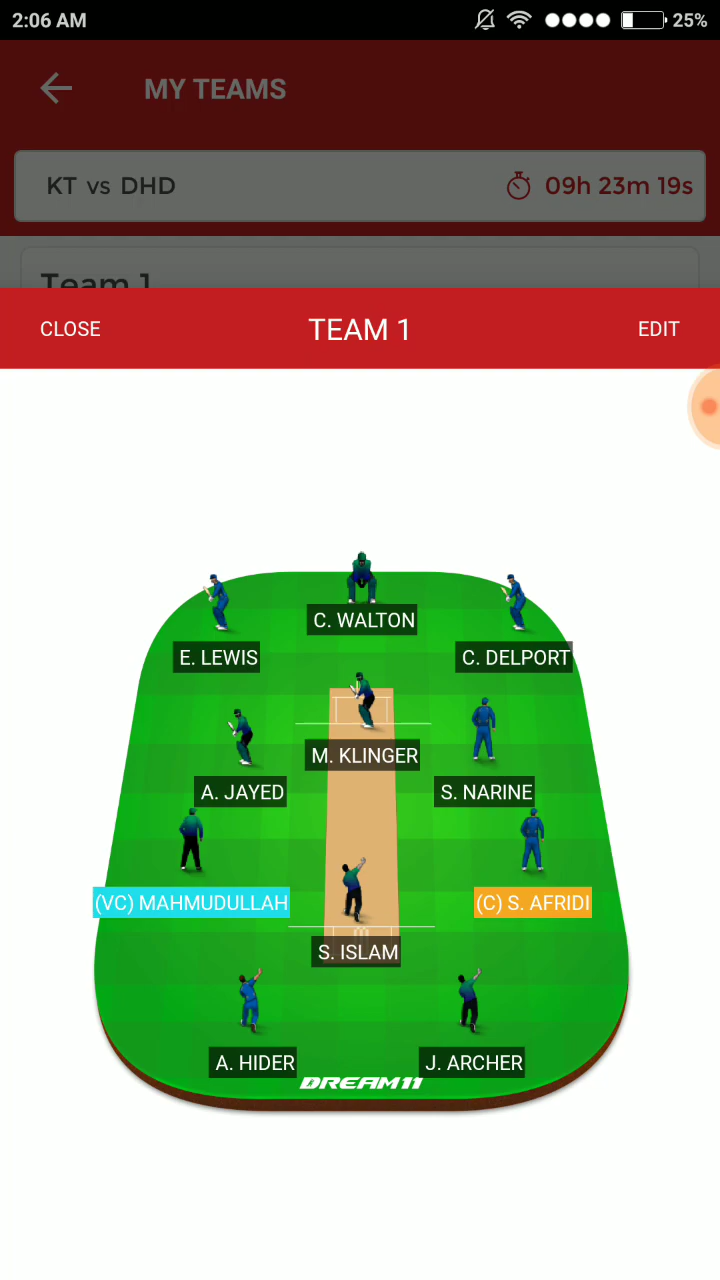 2:06 AM 25%
MY TEAMS
KT vs DHD 09h 23m 19s
Team 1
CLOSE TEAM 1 EDIT
C. WALTON
E. LEWIS C. DELPORT
M. KLINGER
A. JAYED S. NARINE
(VC) MAHMUDULLAH (C) S. AFRIDI
S. ISLAM
A. HIDER J. ARCHER
DREAM11